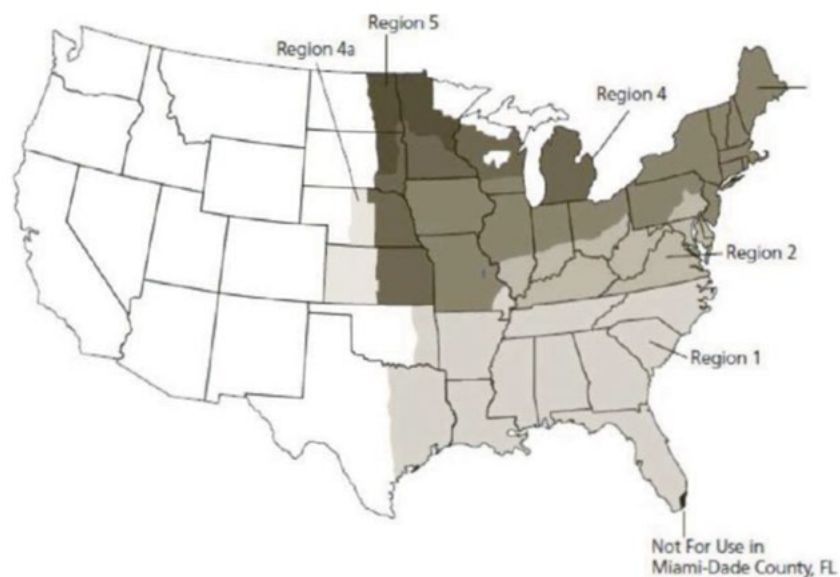 Region 5
Region 4a
Region 4
Region 2
Region 1
Not For Use in
Miami-Dade County, FL